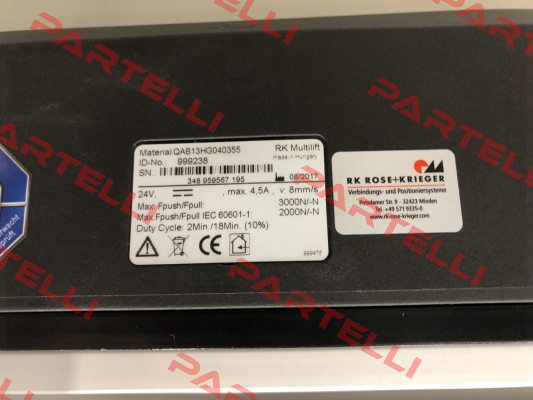 PARTELLI
Material:QAB13HG040355 RK Multilift
ID-No.: 999238 made in Hungary
SN.: 348 959567 195 08/2017
24V, max. 4,5A , v: 8mm/s
Max.Fpush/Fpull: 3000N/-N
Max.Fpush/Fpull IEC 60601-1: 2000N/-N
Duty Cycle: 2Min./18Min. (10%)
CE
999475
RK ROSE+KRIEGER
Verbindungs- und Positioniersysteme
Potsdamer Str. 9 - 32423 Minden
Tel. +49 571 9335-0
www.rk-rose-krieger.com
PARTELLI
PARTELLI
PARTELLI
PARTELLI